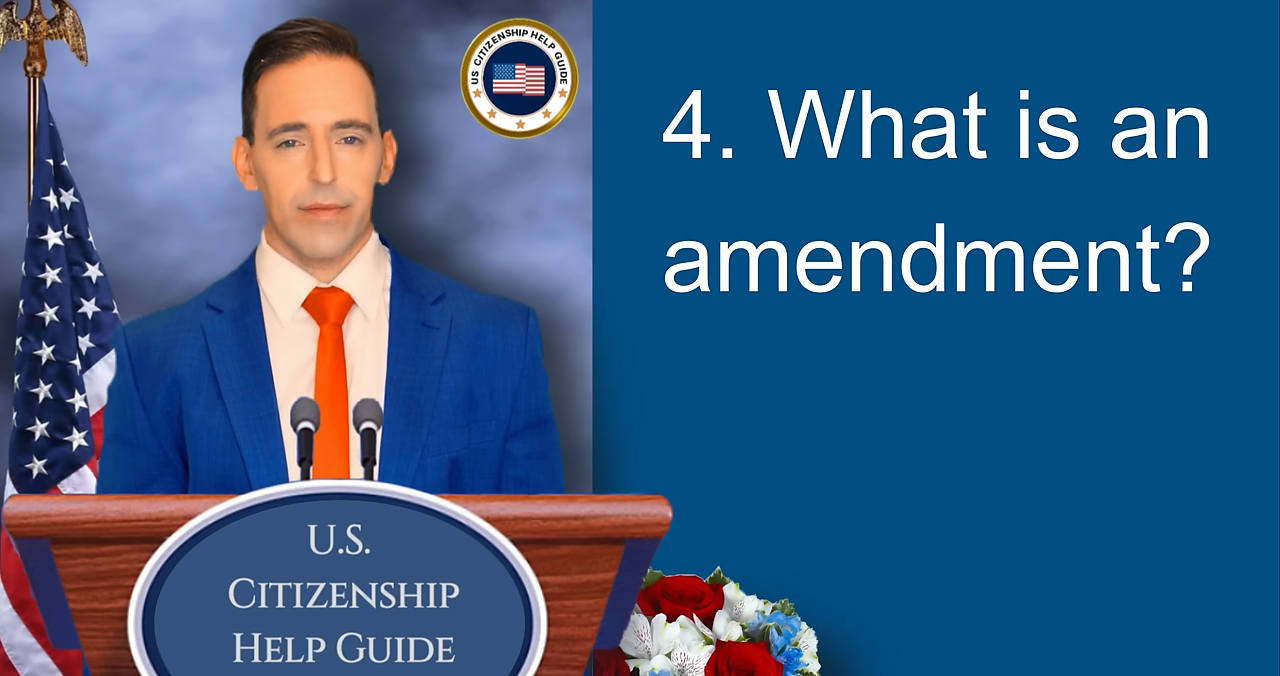 US CITIZENSHIP HELP GUIDE
4. What is an
amendment?
U.S.
CITIZENSHIP
HELP GUIDE